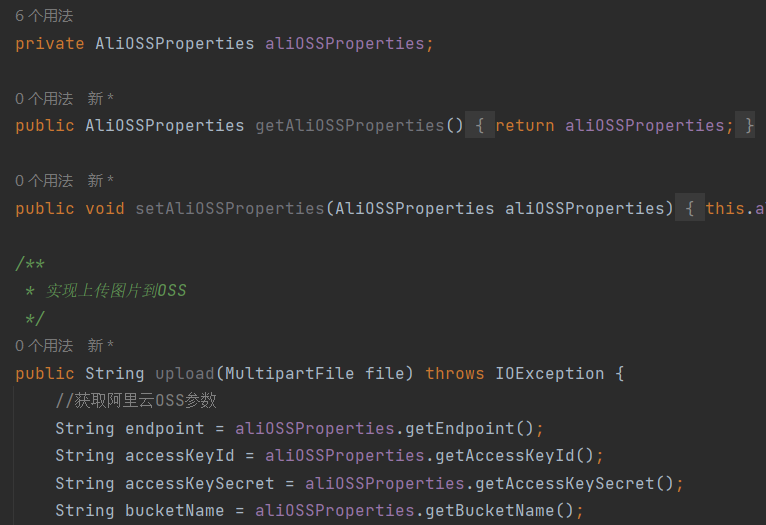 6 个用法
private AliOSSProperties aliOSSProperties;
0 个用法 新 *
public AliOSSProperties getAliOSSProperties() { return aliOSSProperties; }
0 个用法 新 *
public void setAliOSSProperties(AliOSSProperties aliOSSProperties) { this.a
/**
* 实现上传图片到OSS
*/
0 个用法 新 *
public String upload(MultipartFile file) throws IOException {
//获取阿里云OSS参数
String endpoint = aliOSSProperties.getEndpoint();
String accessKeyId = aliOSSProperties.getAccessKeyId();
String accessKeySecret = aliOSSProperties.getAccessKeySecret();
String bucketName = aliOSSProperties.getBucketName();